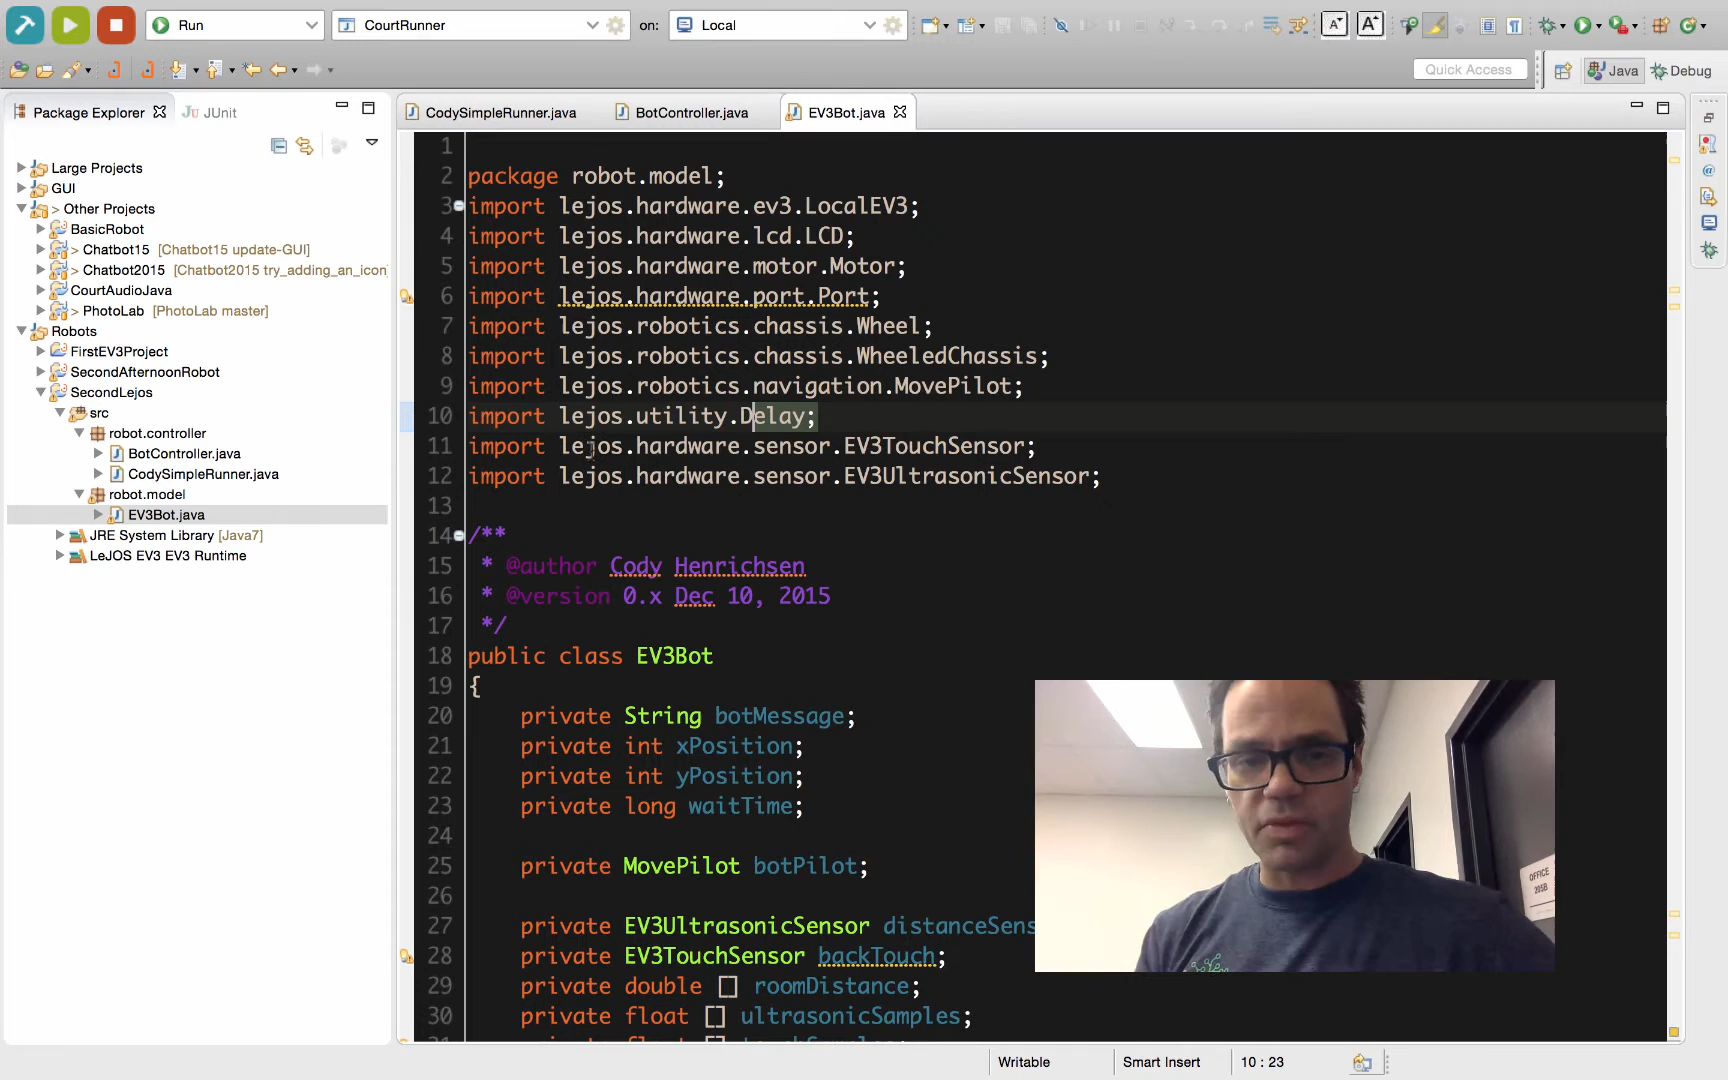 Run
CourtRunner
on:
Local
Quick Access
Java
Debug
Package Explorer
JUnit
CodySimpleRunner.java
BotController.java
EV3Bot.java
Large Projects
GUI
> Other Projects
BasicRobot
> Chatbot15 [Chatbot15 update-GUI]
> Chatbot2015 [Chatbot2015 try_adding_an_icon]
CourtAudioJava
> PhotoLab [PhotoLab master]
Robots
FirstEV3Project
SecondAfternoonRobot
SecondLejos
src
robot.controller
BotController.java
CodySimpleRunner.java
robot.model
EV3Bot.java
JRE System Library [Java7]
LeJOS EV3 EV3 Runtime
1
2 package robot.model;
3 import lejos.hardware.ev3.LocalEV3;
4 import lejos.hardware.lcd.LCD;
5 import lejos.hardware.motor.Motor;
6 import lejos.hardware.port.Port;
7 import lejos.robotics.chassis.Wheel;
8 import lejos.robotics.chassis.WheeledChassis;
9 import lejos.robotics.navigation.MovePilot;
10 import lejos.utility.Delay;
11 import lejos.hardware.sensor.EV3TouchSensor;
12 import lejos.hardware.sensor.EV3UltrasonicSensor;
13
14 /**
15 * @author Cody Henrichsen
16 * @version 0.x Dec 10, 2015
17 */
18 public class EV3Bot
19 {
20 private String botMessage;
21 private int xPosition;
22 private int yPosition;
23 private long waitTime;
24
25 private MovePilot botPilot;
26
27 private EV3UltrasonicSensor distanceSens
28 private EV3TouchSensor backTouch;
29 private double [] roomDistance;
30 private float [] ultrasonicSamples;
OFFICE
205B
Writable
Smart Insert
10 : 23